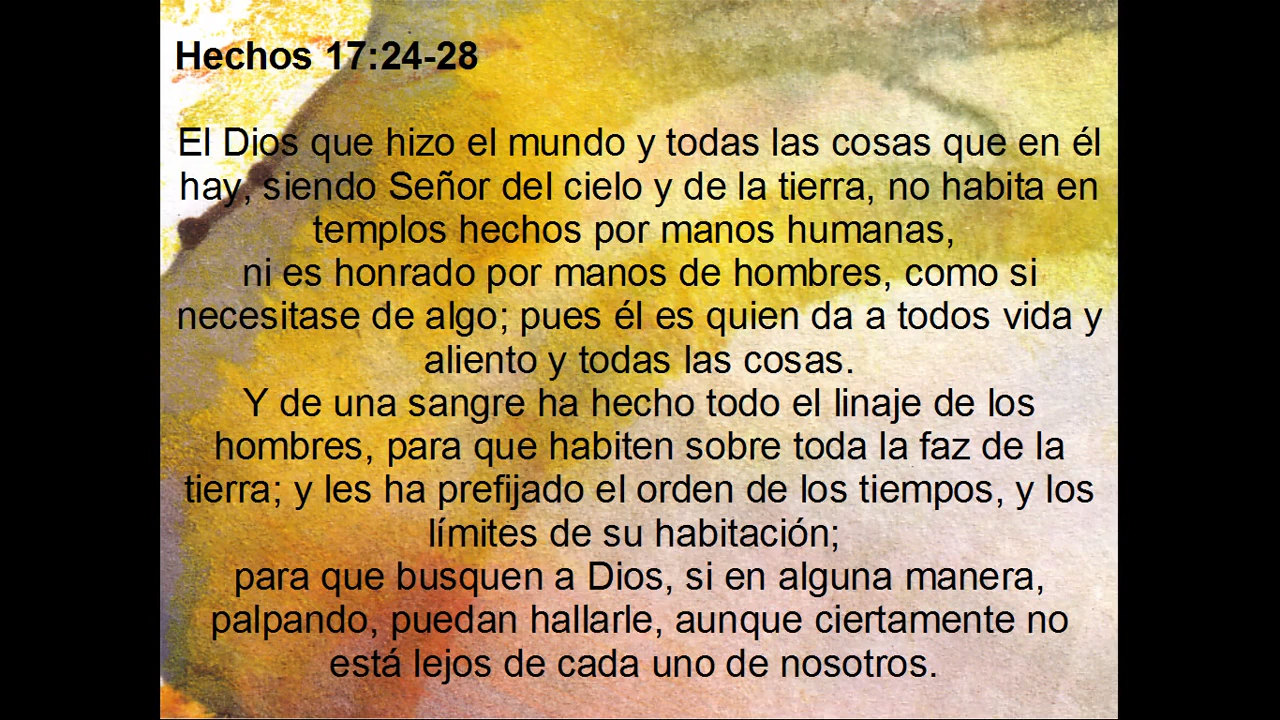 Hechos 17:24-28
El Dios que hizo el mundo y todas las cosas que en él
hay, siendo Señor del cielo y de la tierra, no habita en
templos hechos por manos humanas,
ni es honrado por manos de hombres, como si
necesitase de algo; pues él es quien da a todos vida y
aliento y todas las cosas.
Y de una sangre ha hecho todo el linaje de los
hombres, para que habiten sobre toda la faz de la
tierra; y les ha prefijado el orden de los tiempos, y los
límites de su habitación;
para que busquen a Dios, si en alguna manera,
palpando, puedan hallarle, aunque ciertamente no
está lejos de cada uno de nosotros.